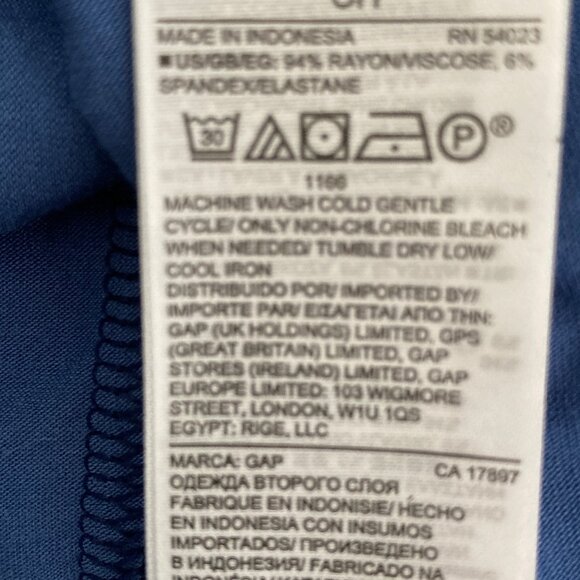 MADE IN INDONESIA RN 54023
■US/GB/EG: 94% RAYON/VISCOSE, 6%
SPANDEX/ELASTANE
30 P®
1166
MACHINE WASH COLD GENTLE
CYCLE/ ONLY NON-CHLORINE BLEACH
WHEN NEEDED/ TUMBLE DRY LOW/
COOL IRON
DISTRIBUIDO POR/ IMPORTED BY/
IMPORTE PAR/ ΕΙΣΑΓΕΤΑΙ ΑΠΟ ΤΗΝ:
GAP (UK HOLDINGS) LIMITED, GPS
(GREAT BRITAIN) LIMITED, GAP
STORES (IRELAND) LIMITED, GAP
EUROPE LIMITED: 103 WIGMORE
STREET, LONDON, W1U 1QS
EGYPT: RIGE, LLC
MARCA: GAP CA 17897
ОДЕЖДА ВТОРОГО СЛОЯ
FABRIQUE EN INDONISIE/ HECHO
EN INDONESIA CON INSUMOS
IMPORTADOS/ ПРОИЗВЕДЕНО
В ИНДОНЕЗИИ/ FABRICADO NA